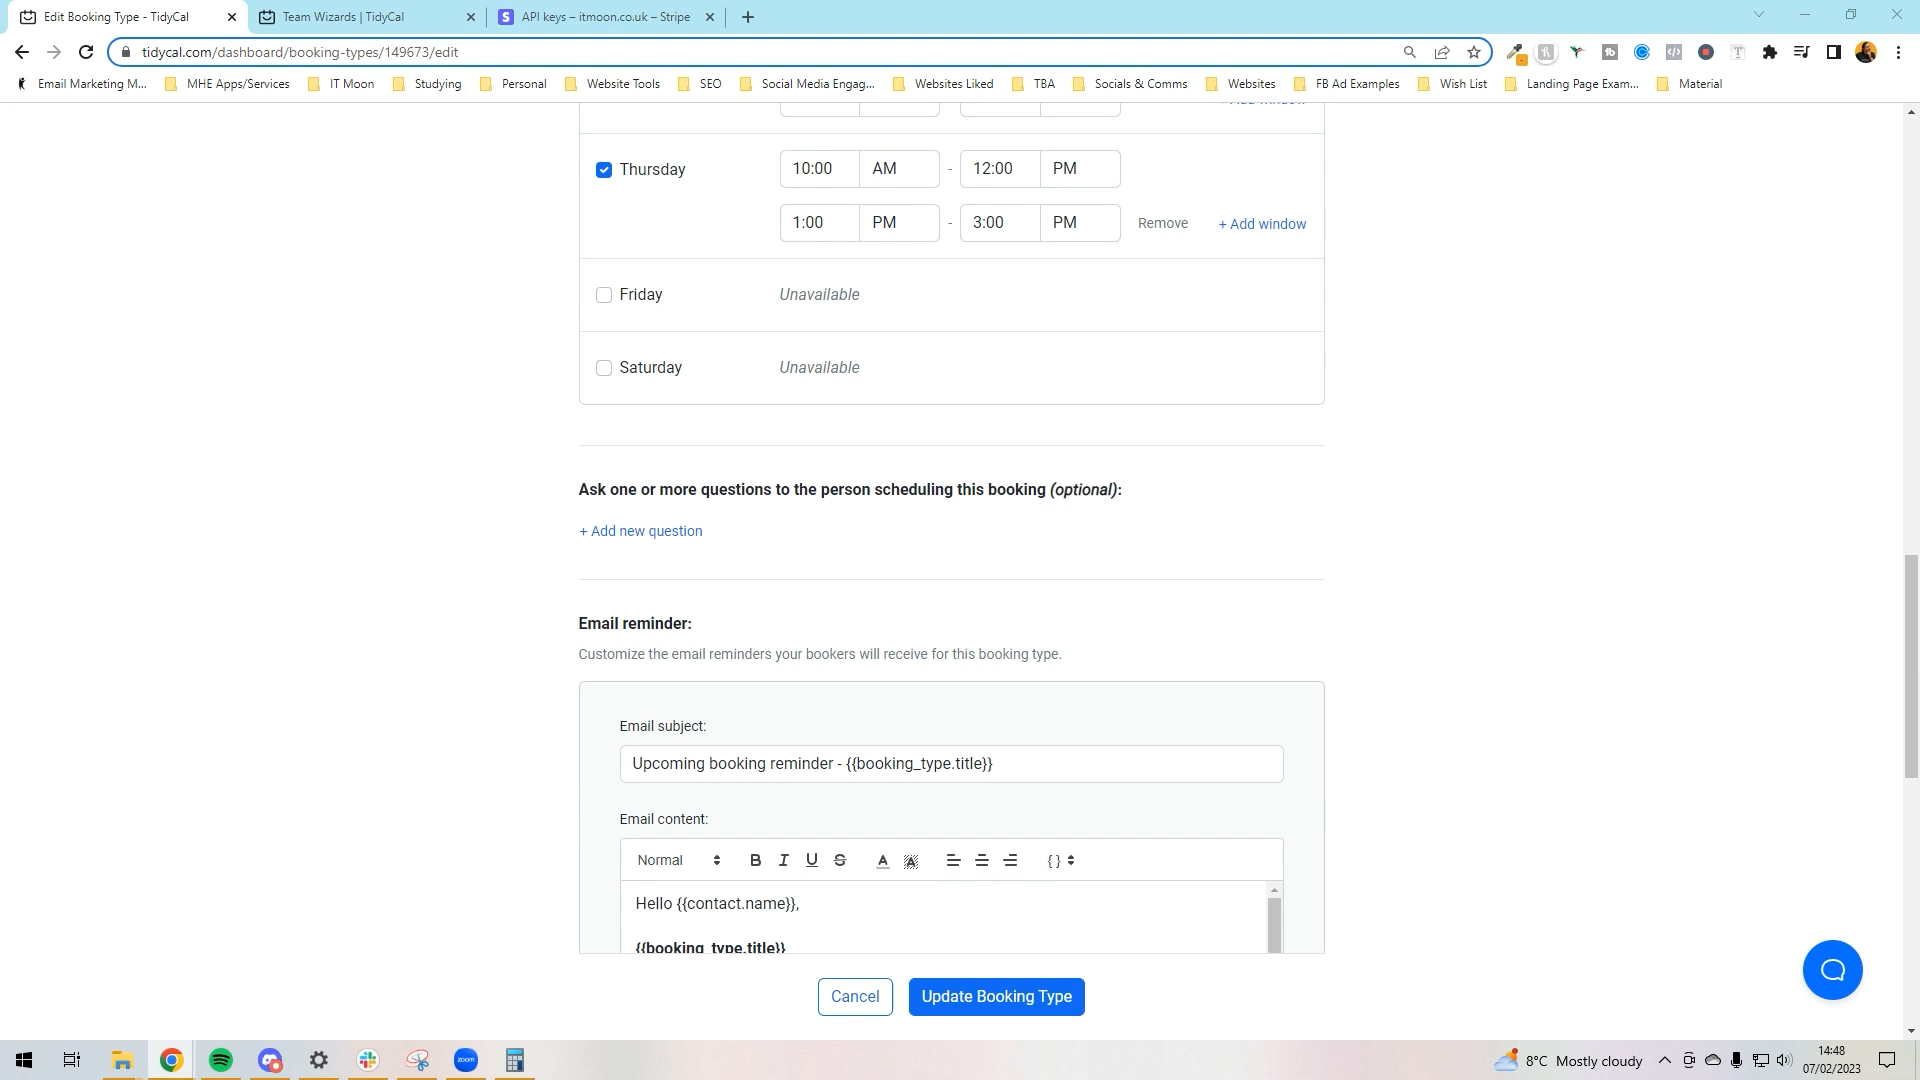 Edit Booking Type - TidyCal
Team Wizards | TidyCal
API keys – itmoon.co.uk – Stripe
tidycal.com/dashboard/booking-types/149673/edit
Email Marketing M...
MHE Apps/Services
IT Moon
Studying
Personal
Website Tools
SEO
Social Media Engag...
Websites Liked
TBA
Socials & Comms
Websites
FB Ad Examples
Wish List
Landing Page Exam...
Material
Thursday
10:00 AM - 12:00 PM
1:00 PM - 3:00 PM Remove + Add window
Friday Unavailable
Saturday Unavailable
Ask one or more questions to the person scheduling this booking (optional):
+ Add new question
Email reminder:
Customize the email reminders your bookers will receive for this booking type.
Email subject:
Upcoming booking reminder - {{booking_type.title}}
Email content:
Normal B I U S A A { }
Hello {{contact.name}},
{{booking_type.title}}
Cancel Update Booking Type
zoom
8°C Mostly cloudy
14:48
07/02/2023